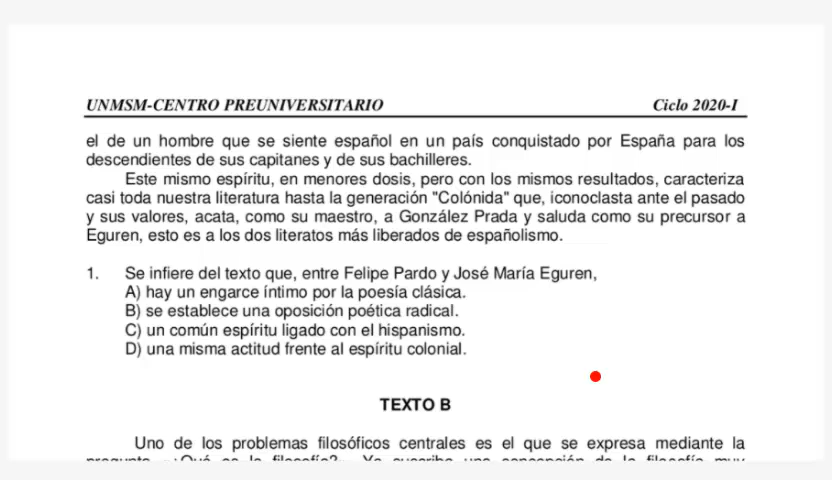 UNMSM-CENTRO PREUNIVERSITARIO Ciclo 2020-I
el de un hombre que se siente español en un país conquistado por España para los
descendientes de sus capitanes y de sus bachilleres.
Este mismo espíritu, en menores dosis, pero con los mismos resultados, caracteriza
casi toda nuestra literatura hasta la generación "Colónida" que, iconoclasta ante el pasado
y sus valores, acata, como su maestro, a González Prada y saluda como su precursor a
Eguren, esto es a los dos literatos más liberados de españolismo.
1. Se infiere del texto que, entre Felipe Pardo y José María Eguren,
A) hay un engarce íntimo por la poesía clásica.
B) se establece una oposición poética radical.
C) un común espíritu ligado con el hispanismo.
D) una misma actitud frente al espíritu colonial.
TEXTO B
Uno de los problemas filosóficos centrales es el que se expresa mediante la